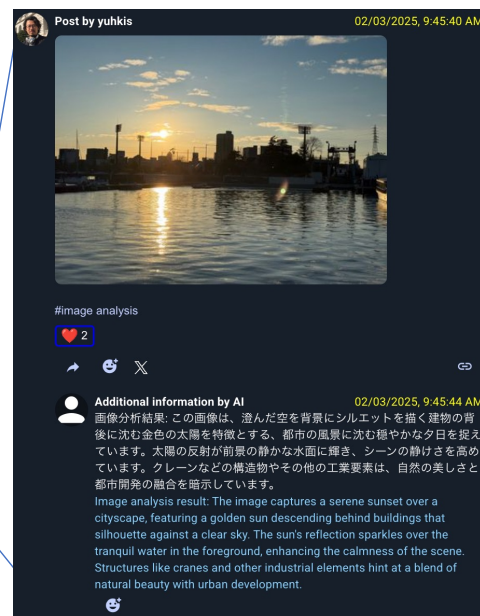 Post by yuhkis
02/03/2025, 9:45:40 AM
#image analysis
❤️ 2
Additional information by AI
02/03/2025, 9:45:44 AM
画像分析結果: この画像は、澄んだ空を背景にシルエットを描く建物の背
後に沈む金色の太陽を特徴とする、都市の風景に沈む穏やかな夕日を捉え
ています。太陽の反射が前景の静かな水面に輝き、シーンの静けさを高め
ています。クレーンなどの構造物やその他の工業要素は、自然の美しさと
都市開発の融合を暗示しています。
Image analysis result: The image captures a serene sunset over a
cityscape, featuring a golden sun descending behind buildings that
silhouette against a clear sky. The sun's reflection sparkles over the
tranquil water in the foreground, enhancing the calmness of the scene.
Structures like cranes and other industrial elements hint at a blend of
natural beauty with urban development.